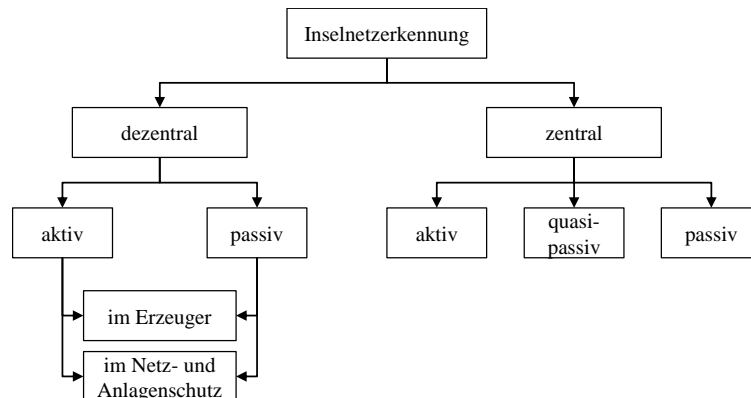 Inselnetzerkennung
dezentral
zentral
aktiv
passiv
aktiv
quasi-
passiv
passiv
im Erzeuger
im Netz- und
Anlagenschutz